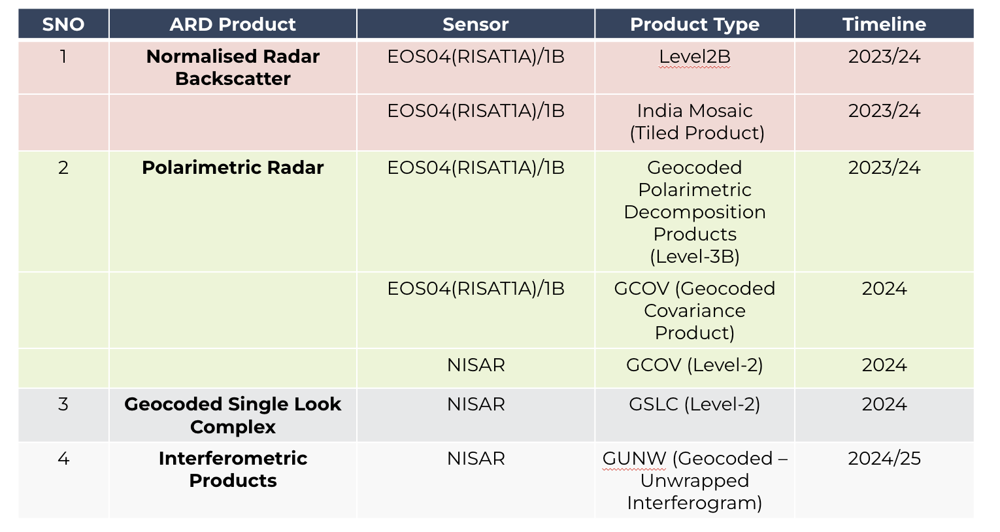 SNO ARD Product Sensor Product Type Timeline
1 Normalised Radar EOS04(RISAT1A)/1B Level2B 2023/24
Backscatter
EOS04(RISAT1A)/1B India Mosaic 2023/24
(Tiled Product)
2 Polarimetric Radar EOS04(RISAT1A)/1B Geocoded 2023/24
Polarimetric
Decomposition
Products
(Level-3B)
EOS04(RISAT1A)/1B GCOV (Geocoded 2024
Covariance
Product)
NISAR GCOV (Level-2) 2024
3 Geocoded Single Look NISAR GSLC (Level-2) 2024
Complex
4 Interferometric NISAR GUNW (Geocoded – 2024/25
Products Unwrapped
Interferogram)